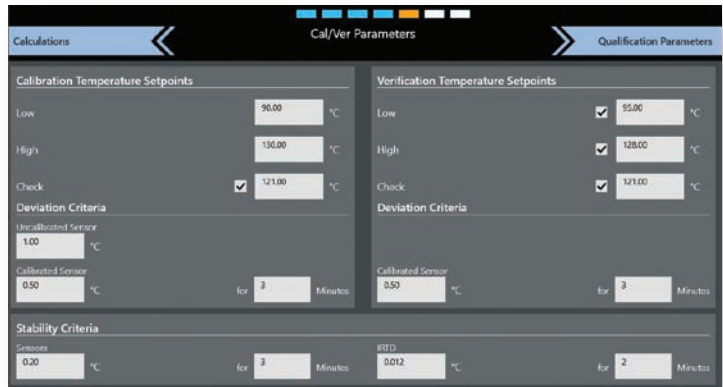 Cal/Ver Parameters
Calculations
Qualification Parameters
Calibration Temperature Setpoints
Low 90.00 °C
High 130.00 °C
Check 121.00 °C
Deviation Criteria
Uncalibrated Sensor
1.00 °C
Calibrated Sensor
0.50 °C for 3 Minutes
Verification Temperature Setpoints
Low 95.00 °C
High 128.00 °C
Check 121.00 °C
Deviation Criteria
Calibrated Sensor
0.50 °C for 3 Minutes
Stability Criteria
Sensors
0.20 °C for 3 Minutes
IRTD
0.012 °C for 2 Minutes